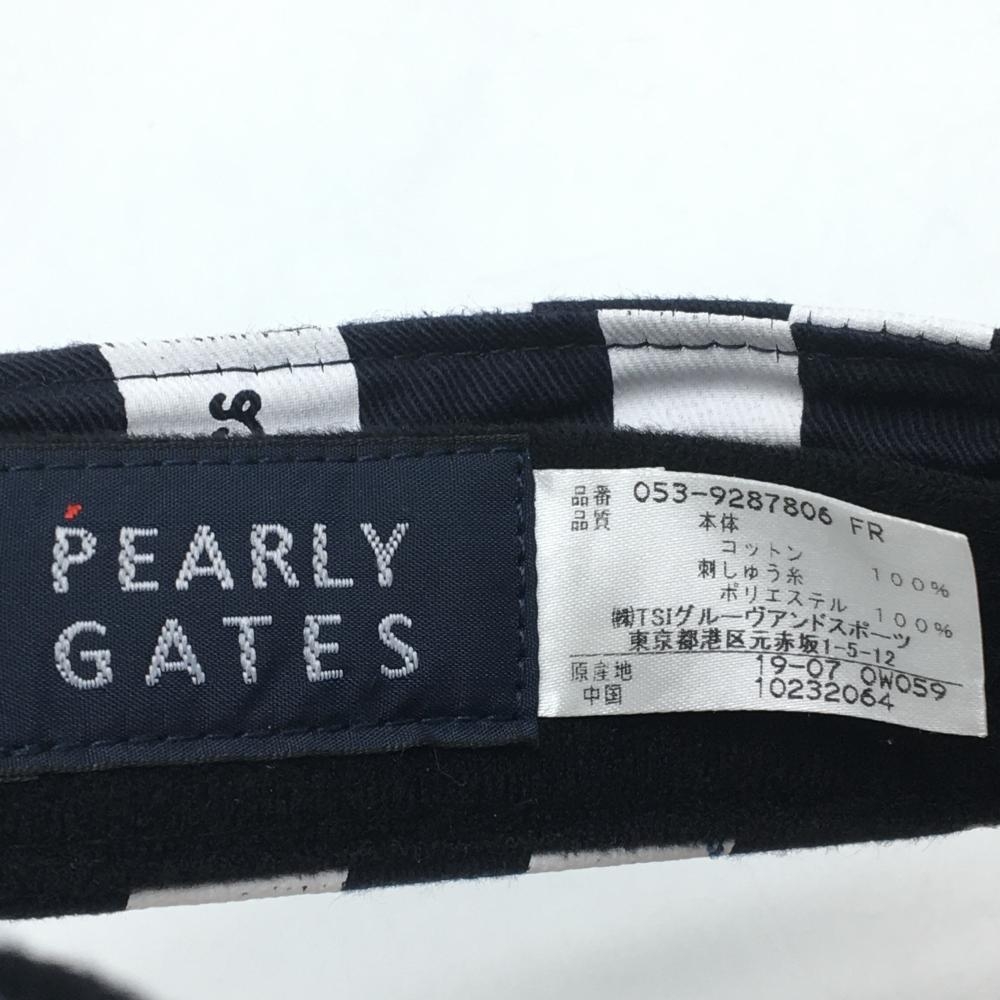 PEARLY
GATES
品番 053-9287806 FR
品質 本体
コットン 100%
刺しゅう糸
ポリエステル 100%
㈱TSIグルーヴアンドスポーツ
東京都港区元赤坂1-5-12
原産地 19-07 0W059
中国 10232064